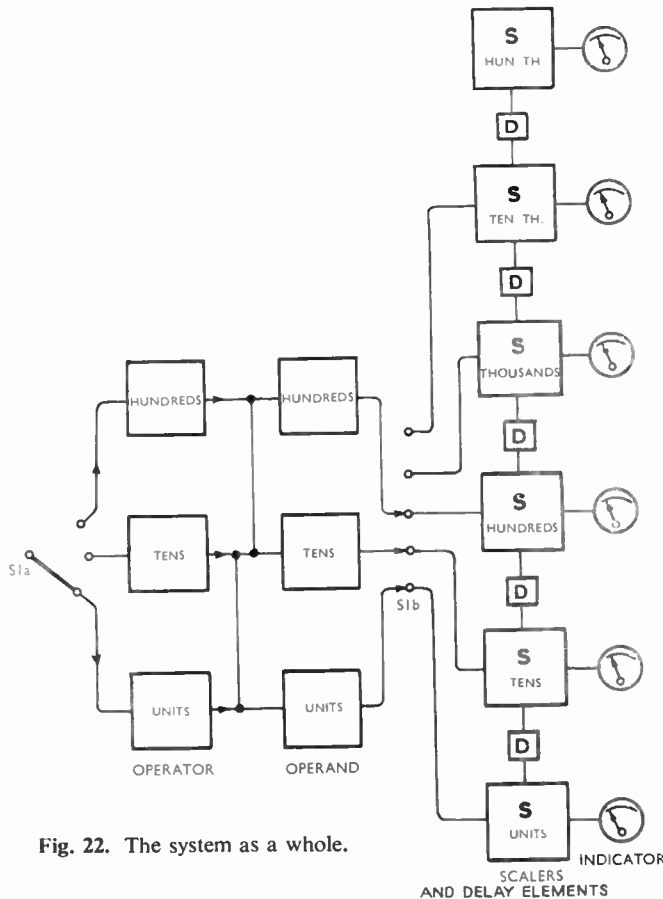 S
HUN TH
D
S
TEN TH.
D
S
THOUSANDS
D
HUNDREDS
HUNDREDS
S
HUNDREDS
D
S1a
TENS
TENS
S1b
S
TENS
D
UNITS
UNITS
S
UNITS
OPERATOR
OPERAND
INDICATOR
SCALERS
AND DELAY ELEMENTS
Fig. 22. The system as a whole.